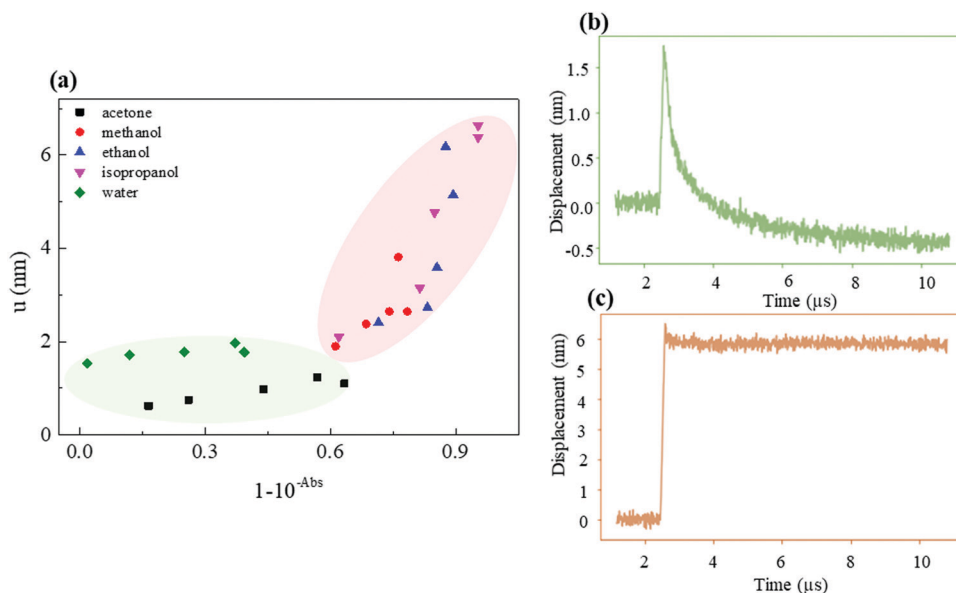 (a)
acetone
methanol
ethanol
isopropanol
water
u (nm)
6
4
2
0
0.0 0.3 0.6 0.9
1-10^-Abs
(b)
Displacement (nm)
1.5
1.0
0.5
0.0
-0.5
2 4 6 8 10
Time (µs)
(c)
Displacement (nm)
6
5
4
3
2
1
0
2 4 6 8 10
Time (µs)